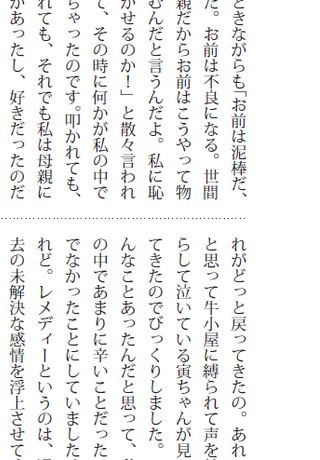 ときながらも「お前は泥棒だ、
だ。お前は不良になる。世間
親だからお前はこうやって物
むんだと言うんだよ。私に恥
かせるのか！」と散々言われ
て、その時に何かが私の中で
ちゃったのです。叩かれても、
れても、それでも私は母親に
があったし、好きだったのだ
れがどっと戻ってきたの。あれ
と思って牛小屋に縛られて声を
らして泣いている寅ちゃんが見
てきたのでびっくりしました。
んなことあったんだと思って、
の中であまりに辛いことだった
でなかったことにしていました
れど。レメディーというのは、過
去の未解決な感情を浮上させて